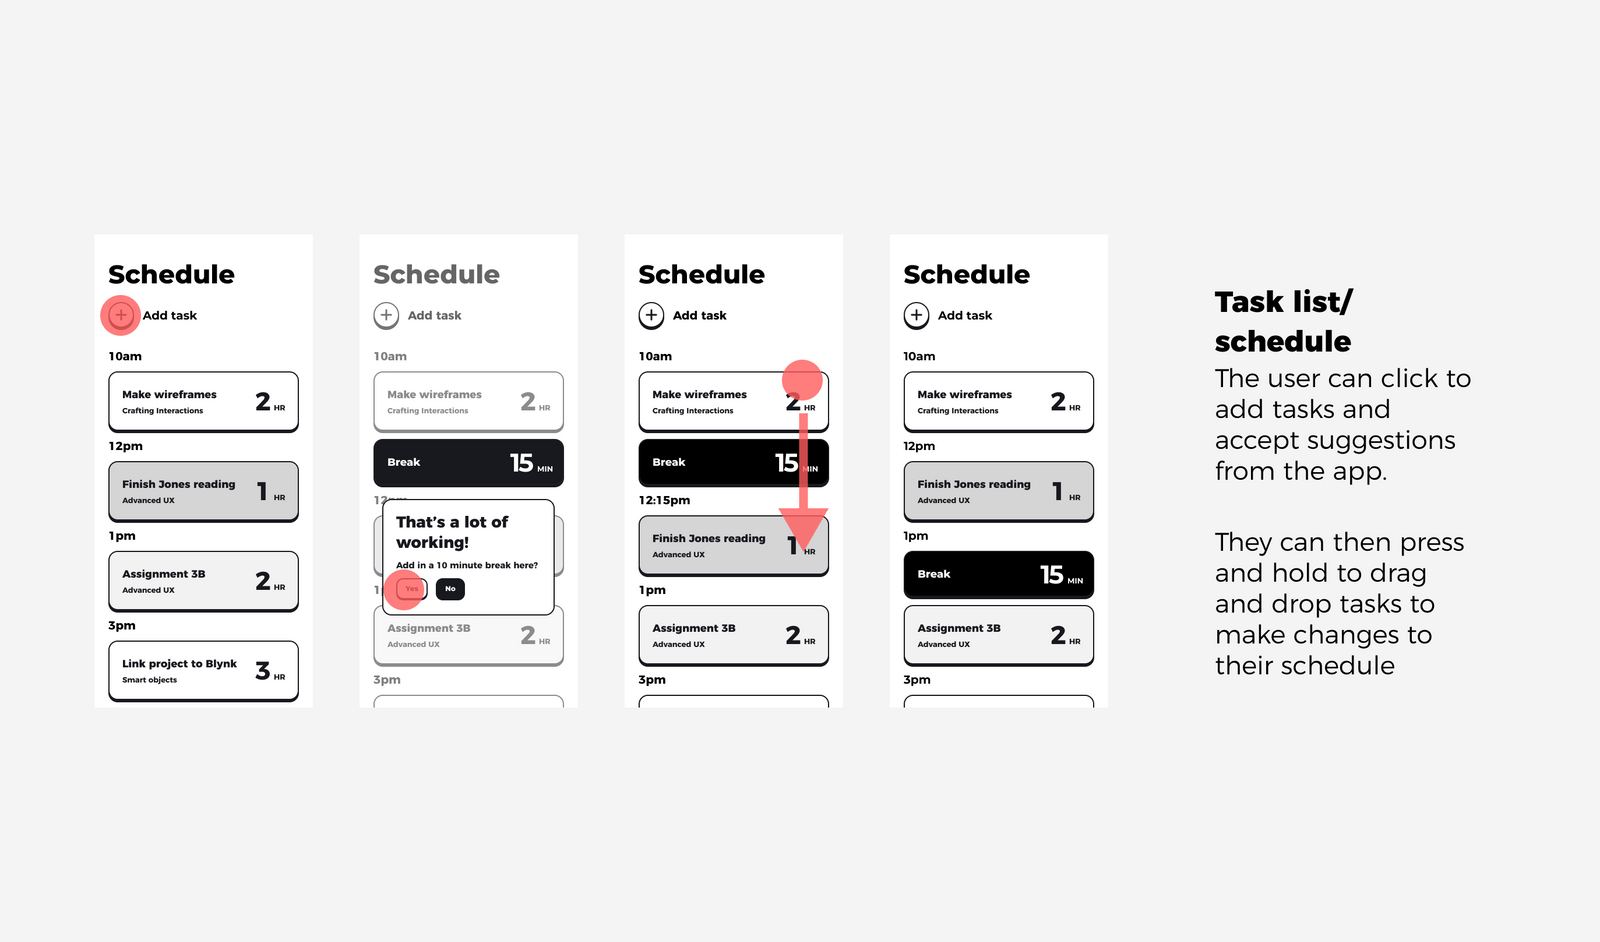 Schedule
Add task
10am
Make wireframes
Crafting Interactions
2 HR
12pm
Finish Jones reading
Advanced UX
1 HR
1pm
Assignment 3B
Advanced UX
2 HR
3pm
Link project to Blynk
Smart objects
3 HR
Schedule
Add task
10am
Make wireframes
Crafting Interactions
2 HR
Break
15 MIN
That's a lot of
working!
Add in a 10 minute break here?
Yes
No
Assignment 3B
Advanced UX
2 HR
3pm
Schedule
Add task
10am
Make wireframes
Crafting Interactions
2 HR
Break
15 MIN
12:15pm
Finish Jones reading
Advanced UX
1 HR
1pm
Assignment 3B
Advanced UX
2 HR
3pm
Schedule
Add task
10am
Make wireframes
Crafting Interactions
2 HR
12pm
Finish Jones reading
Advanced UX
1 HR
1pm
Break
15 MIN
Assignment 3B
Advanced UX
2 HR
3pm
Task list/
schedule
The user can click to
add tasks and
accept suggestions
from the app.
They can then press
and hold to drag
and drop tasks to
make changes to
their schedule